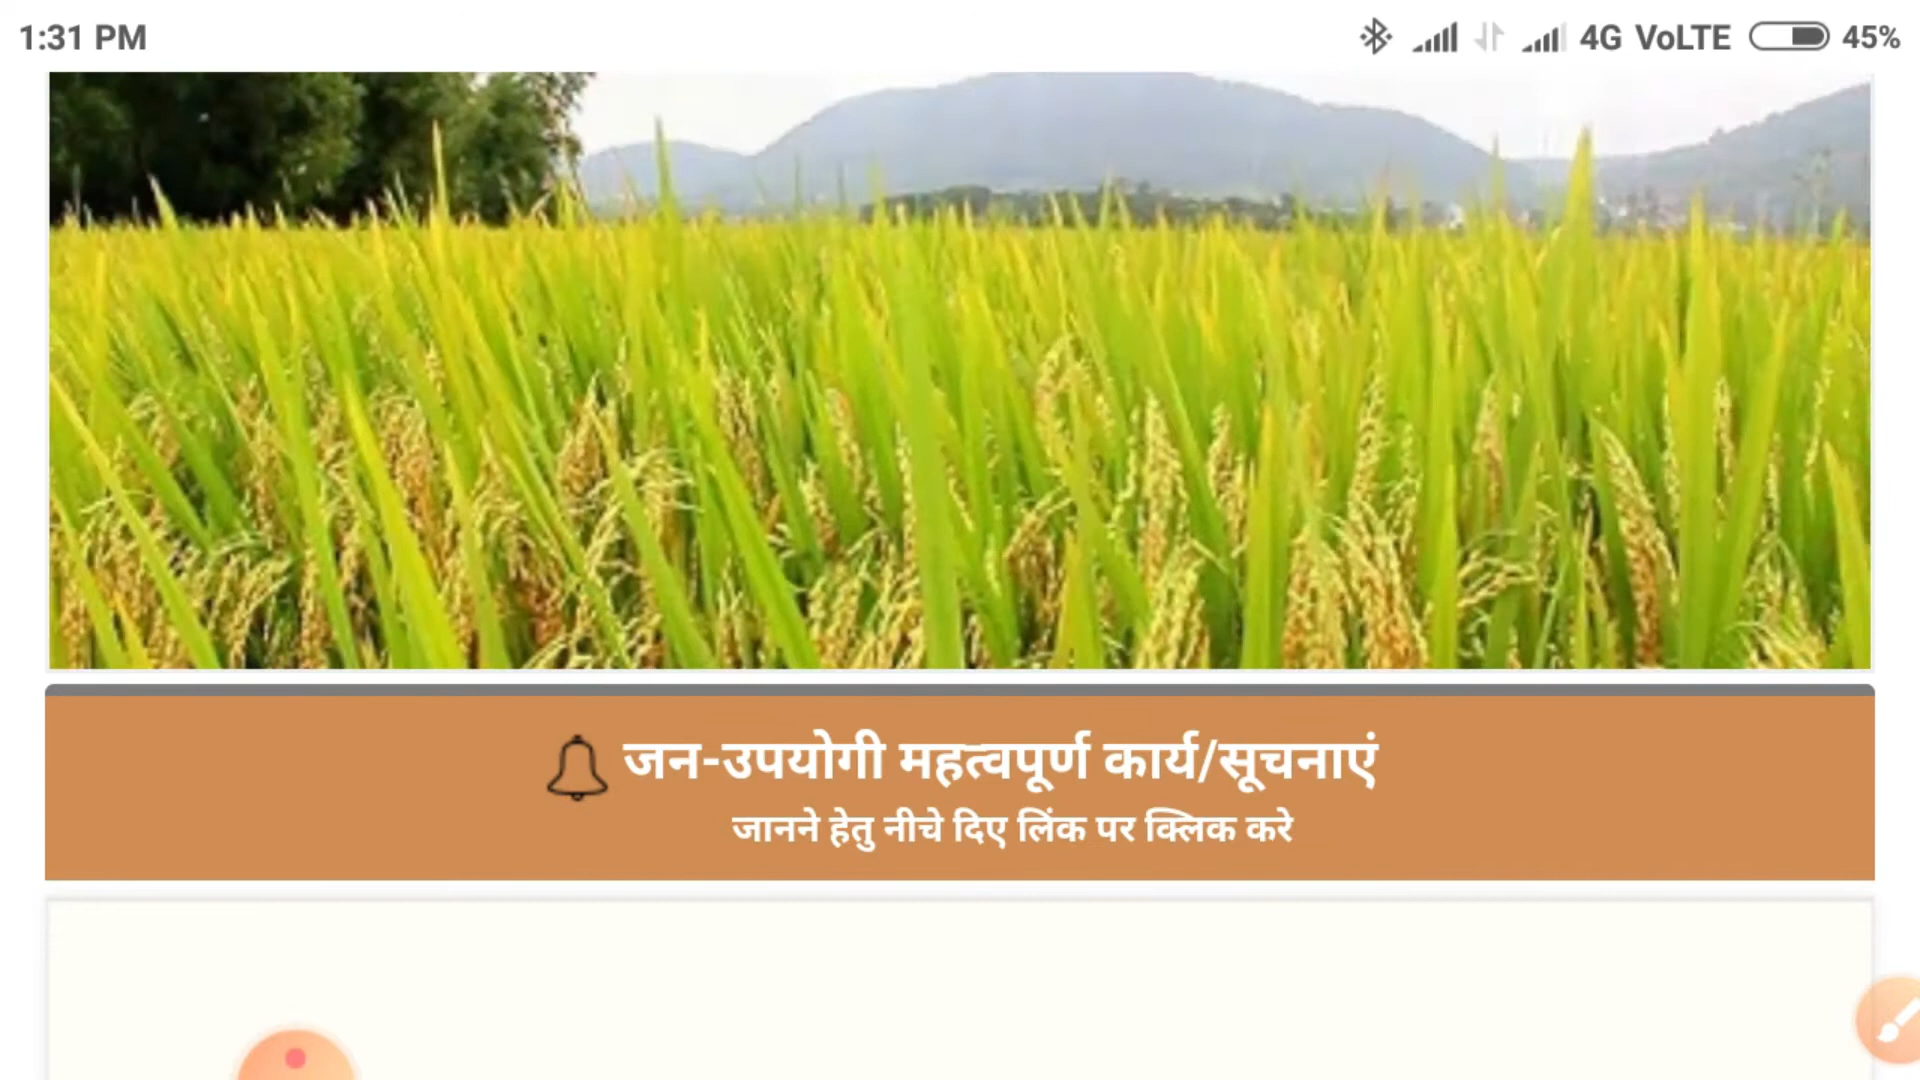 1:31 PM 4G VoLTE 45%
जन-उपयोगी महत्वपूर्ण कार्य/सूचनाएं
जानने हेतु नीचे दिए लिंक पर क्लिक करे